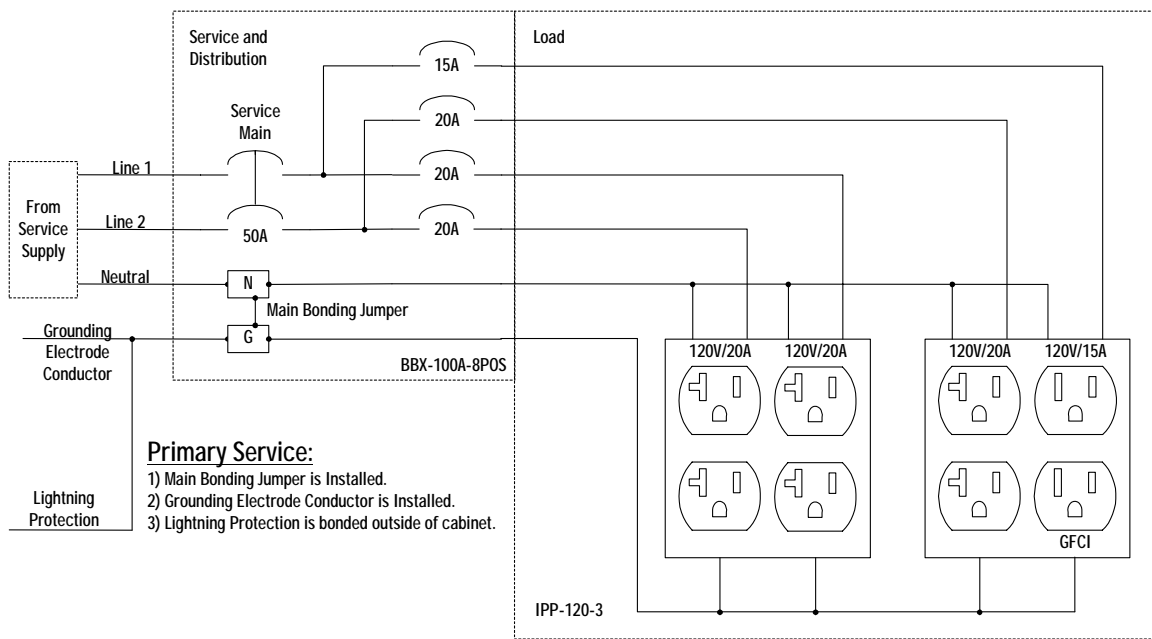 Service and
Distribution
Load
15A
Service
Main
20A
Line 1
20A
From
Service
Supply
Line 2
50A
20A
Neutral
N
Main Bonding Jumper
Grounding
Electrode
Conductor
G
BBX-100A-8POS
120V/20A 120V/20A
120V/20A 120V/15A
Primary Service:
1) Main Bonding Jumper is Installed.
2) Grounding Electrode Conductor is Installed.
3) Lightning Protection is bonded outside of cabinet.
Lightning
Protection
GFCI
IPP-120-3